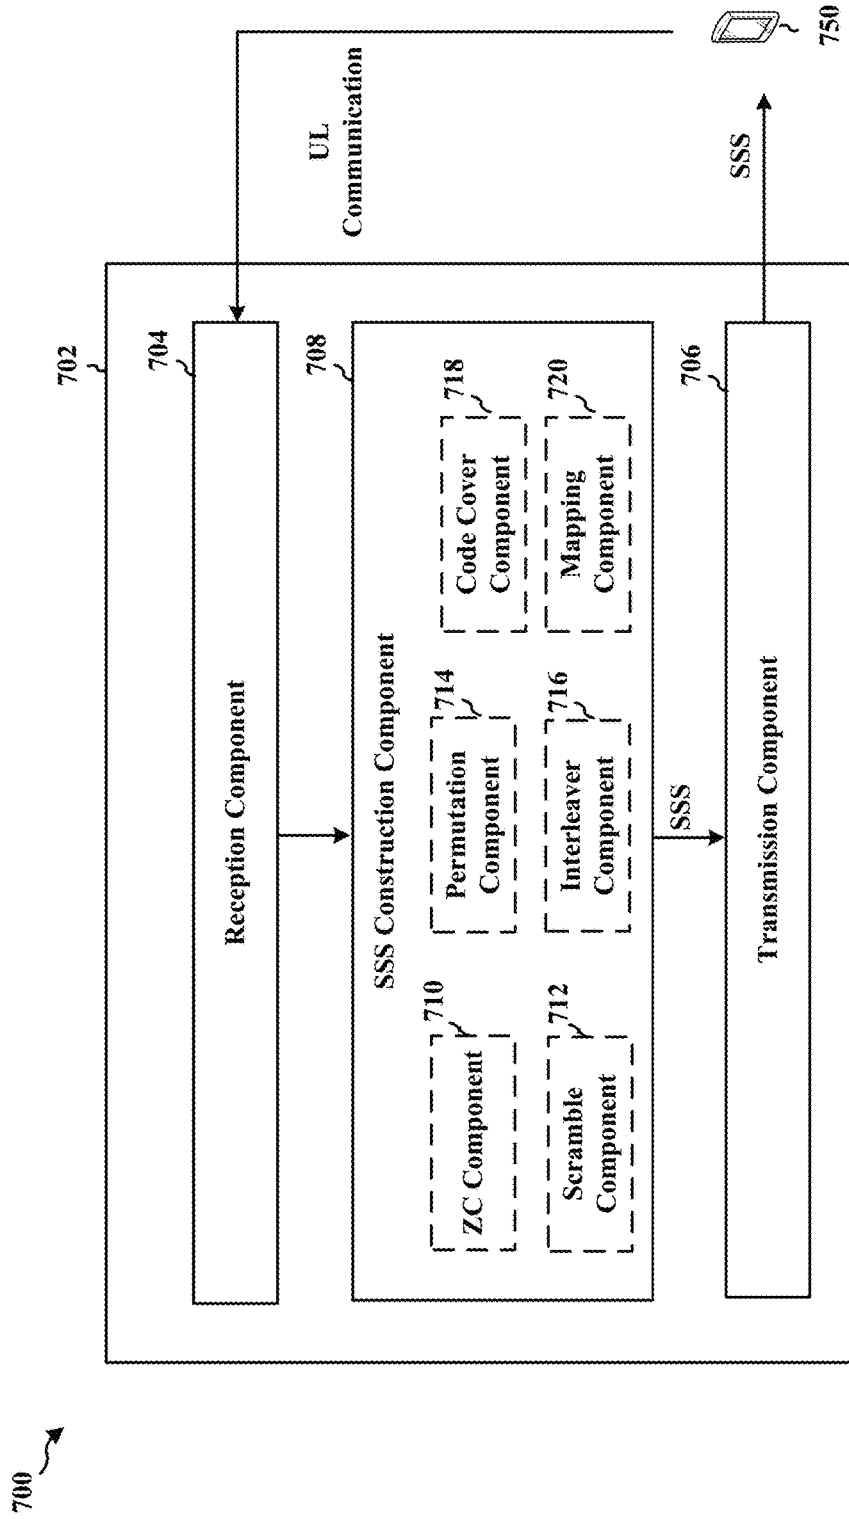 700
702
704
Reception Component
UL
Communication
708
SSS Construction Component
710
ZC Component
714
Permutation
Component
718
Code Cover
Component
712
Scramble
Component
716
Interleaver
Component
720
Mapping
Component
SSS
706
Transmission Component
SSS
750